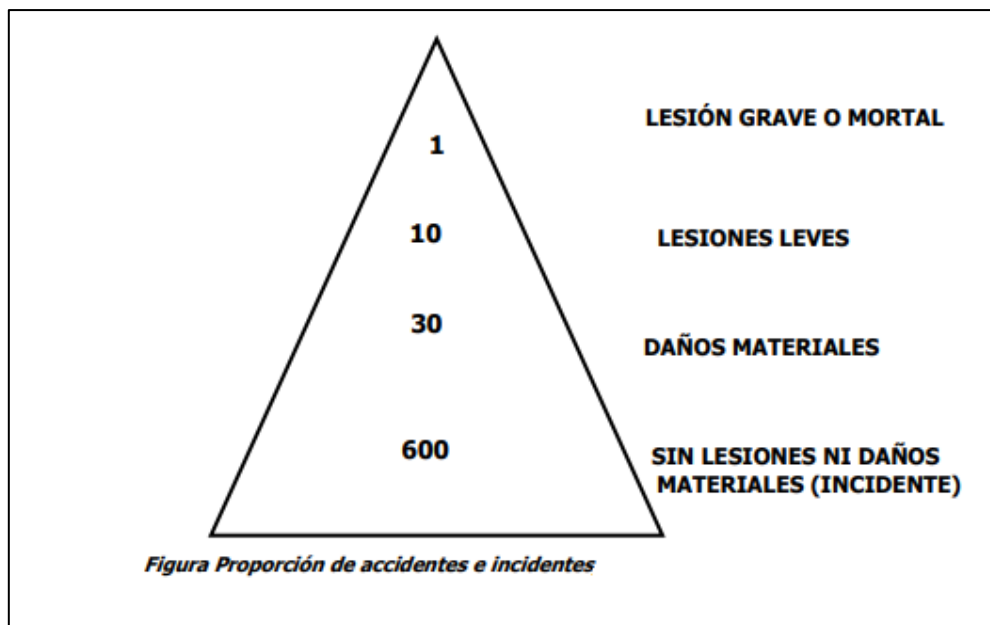 1
LESIÓN GRAVE O MORTAL
10
LESIONES LEVES
30
DAÑOS MATERIALES
600
SIN LESIONES NI DAÑOS
MATERIALES (INCIDENTE)
Figura Proporción de accidentes e incidentes